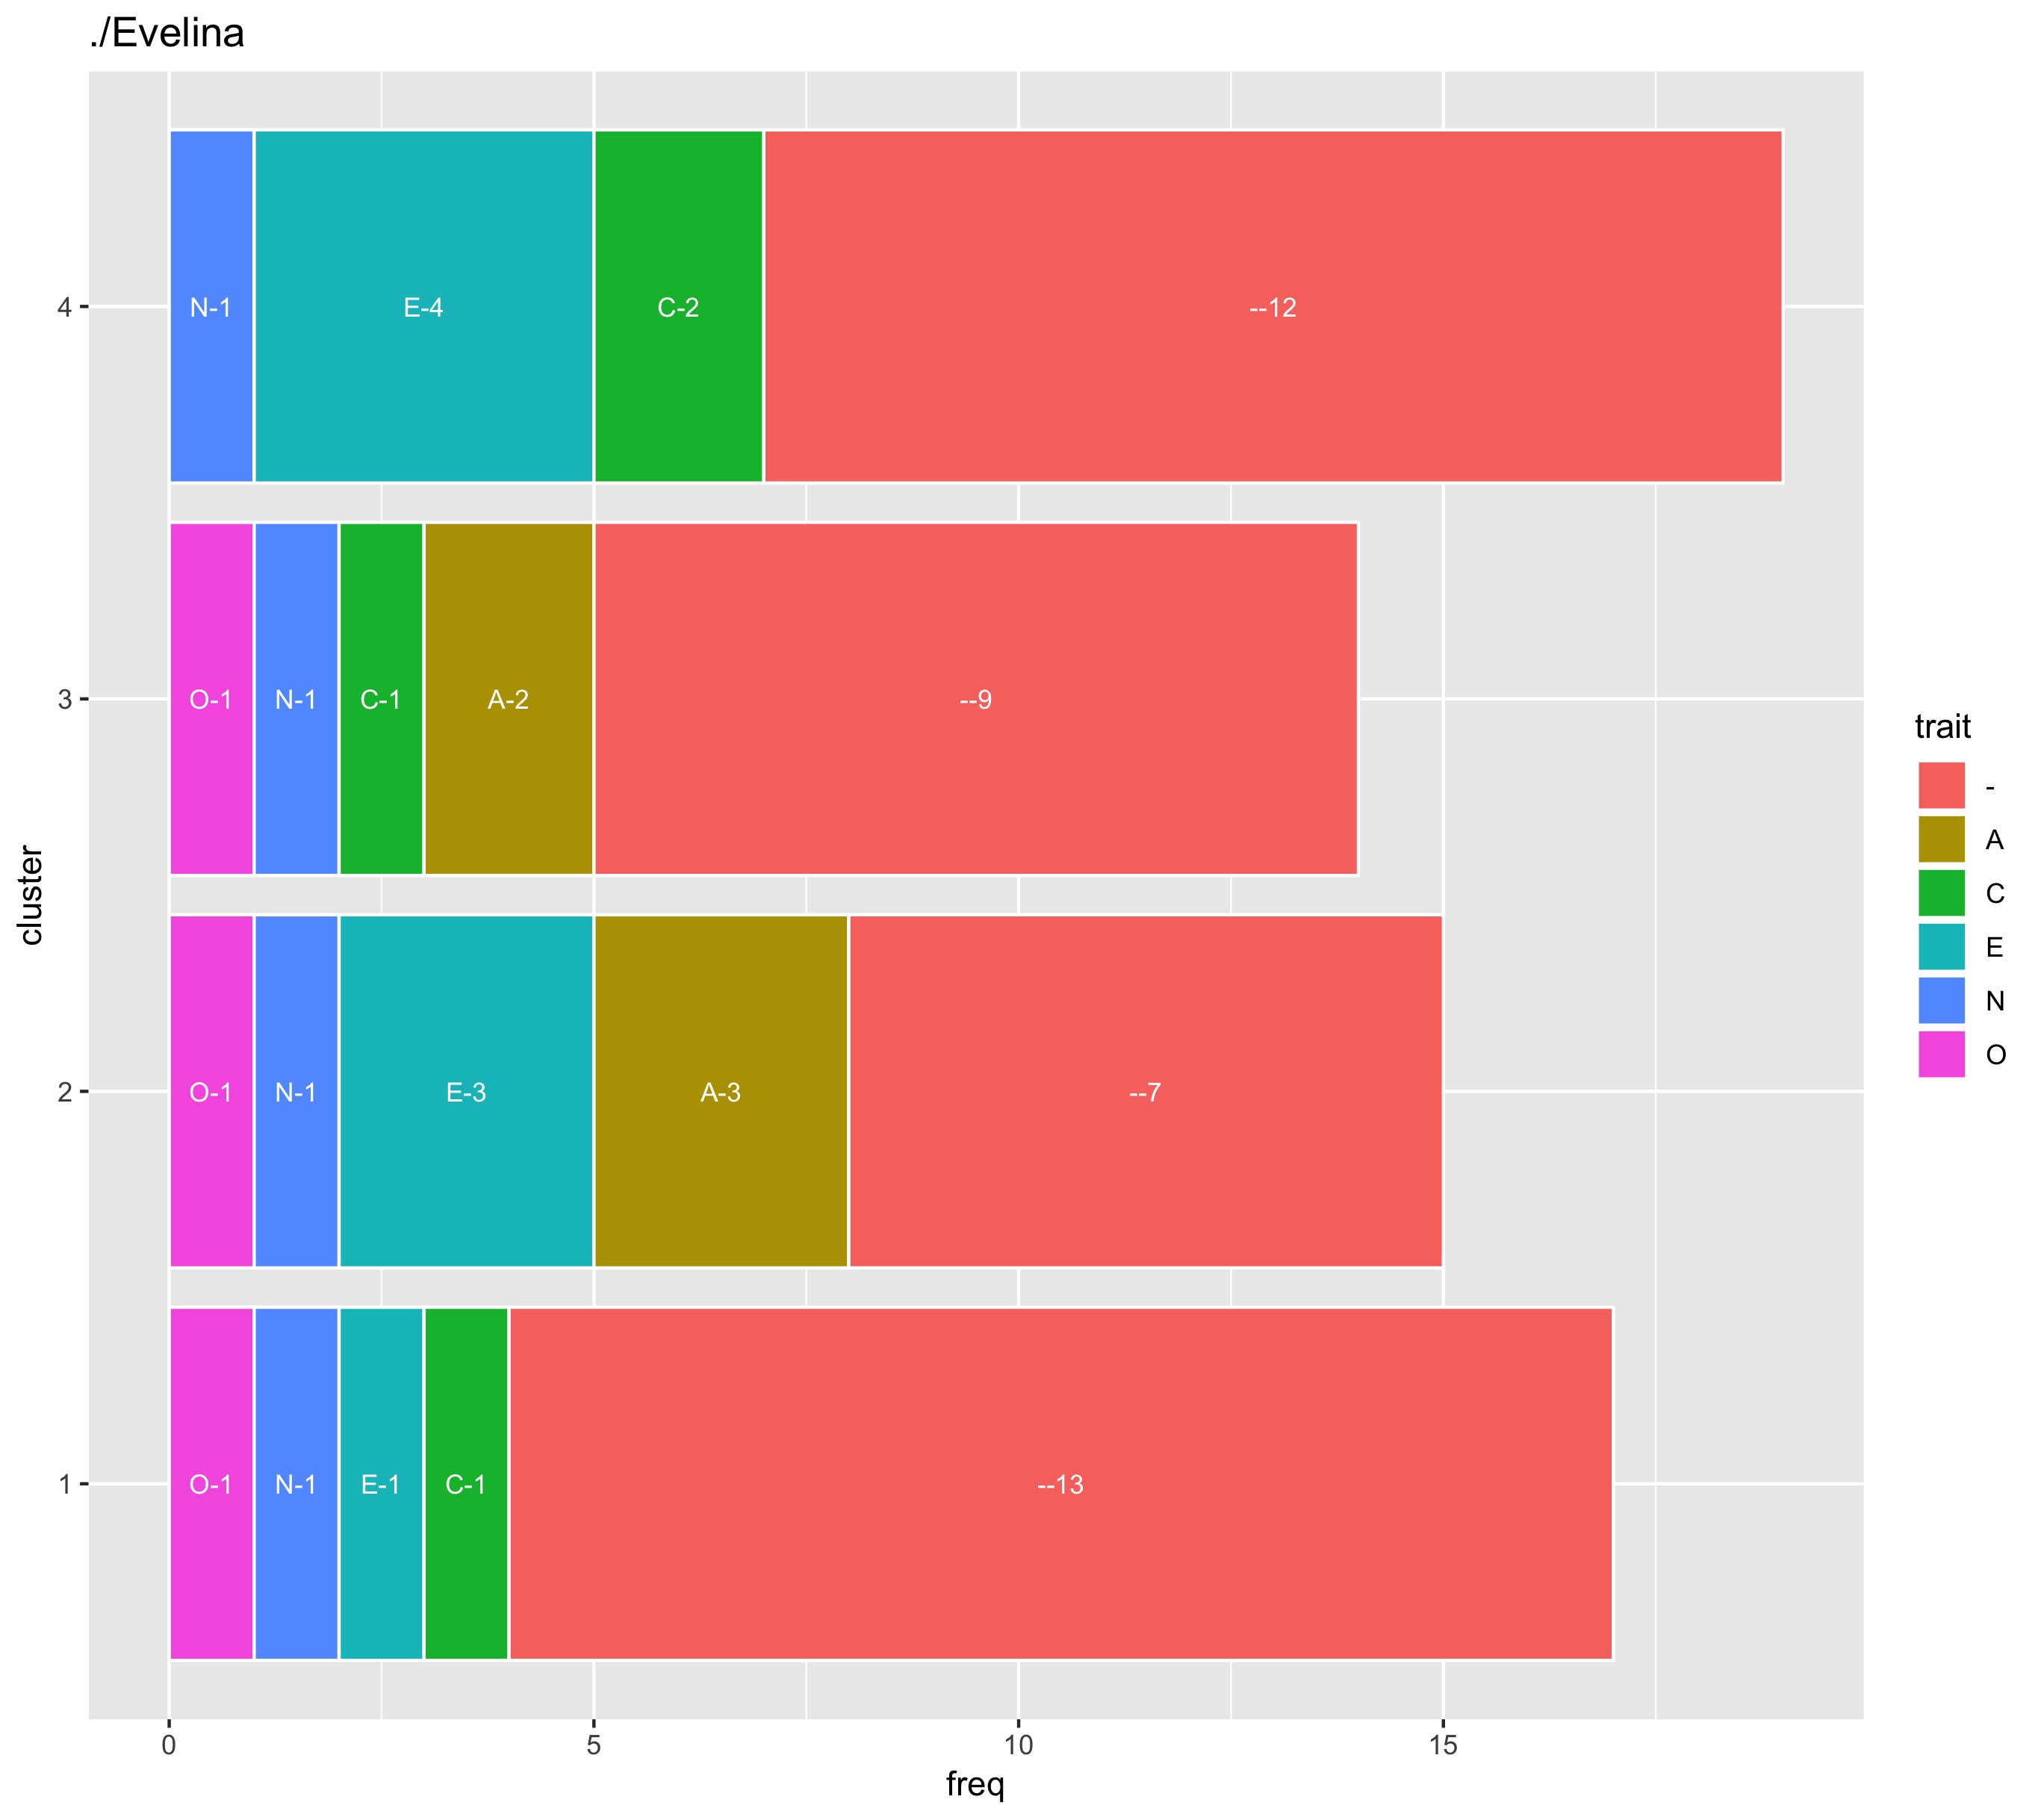 ./Evelina
4
N-1 E-4 C-2 --12
3
O-1 N-1 C-1 A-2 --9
2
O-1 N-1 E-3 A-3 --7
1
O-1 N-1 E-1 C-1 --13
cluster
0 5 10 15
freq
trait
-
A
C
E
N
O